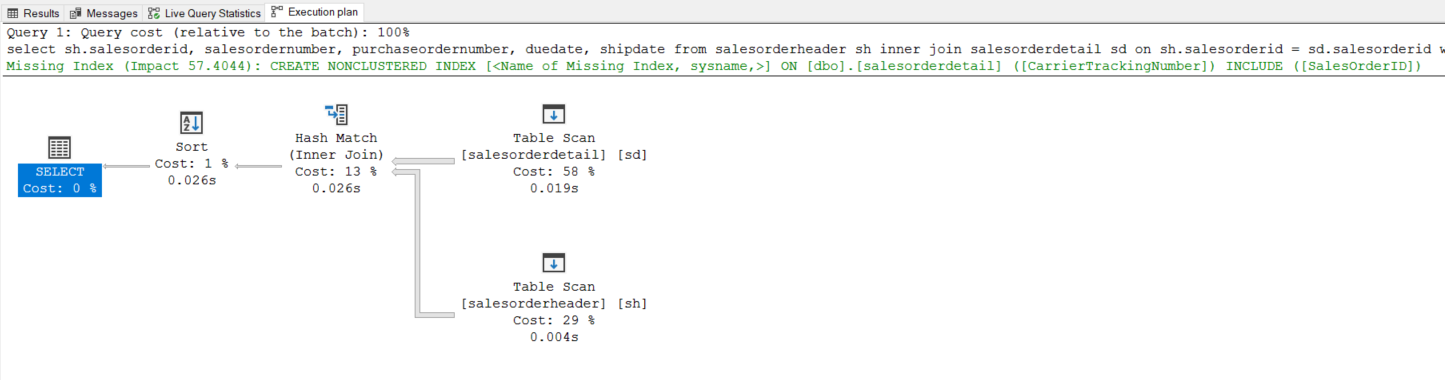 Results Messages Live Query Statistics Execution plan
Query 1: Query cost (relative to the batch): 100%
select sh.salesorderid, salesordernumber, purchaseordernumber, duedate, shipdate from salesorderheader sh inner join salesorderdetail sd on sh.salesorderid = sd.salesorderid w
Missing Index (Impact 57.4044): CREATE NONCLUSTERED INDEX [<Name of Missing Index, sysname,>] ON [dbo].[salesorderdetail] ([CarrierTrackingNumber]) INCLUDE ([SalesOrderID])
SELECT
Cost: 0 %
Sort
Cost: 1 %
0.026s
Hash Match
(Inner Join)
Cost: 13 %
0.026s
Table Scan
[salesorderdetail] [sd]
Cost: 58 %
0.019s
Table Scan
[salesorderheader] [sh]
Cost: 29 %
0.004s